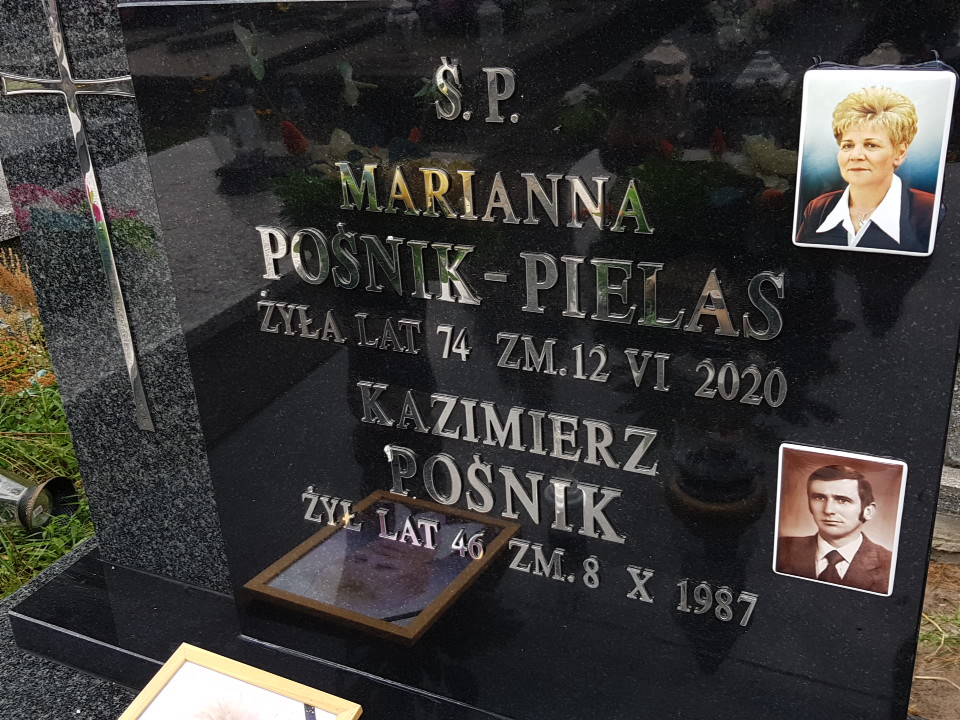 Ś. P.
MARIANNA
POŚNIK - PIELAS
ŻYŁA LAT 74 ZM. 12 VI 2020
KAZIMIERZ
POŚNIK
ŻYŁ LAT 46 ZM. 8 X 1987